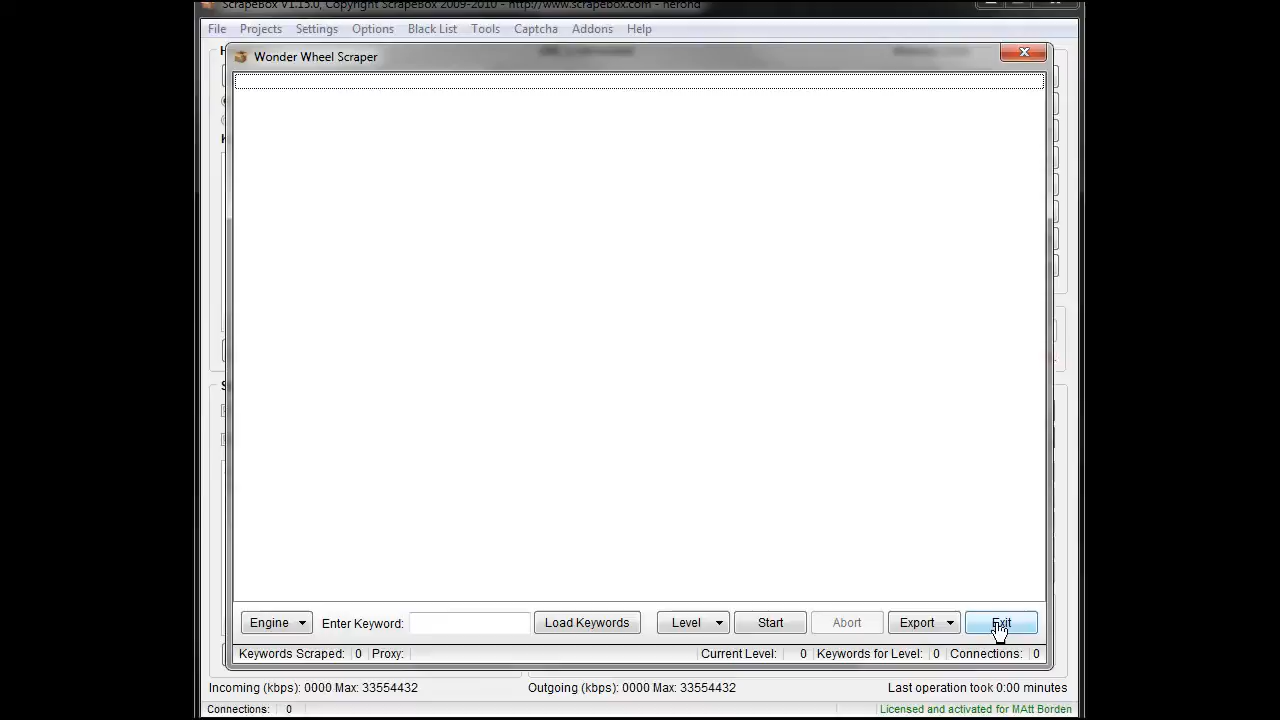 ScrapeBox V1.15.0, Copyright ScrapeBox 2009-2010 - http://www.scrapebox.com - nerond
File Projects Settings Options Black List Tools Captcha Addons Help
Wonder Wheel Scraper
Engine Enter Keyword: Load Keywords Level Start Abort Export Exit
Keywords Scraped: 0 Proxy: Current Level: 0 Keywords for Level: 0 Connections: 0
Incoming (kbps): 0000 Max: 33554432 Outgoing (kbps): 0000 Max: 33554432 Last operation took 0:00 minutes
Connections: 0 Licensed and activated for MAtt Borden